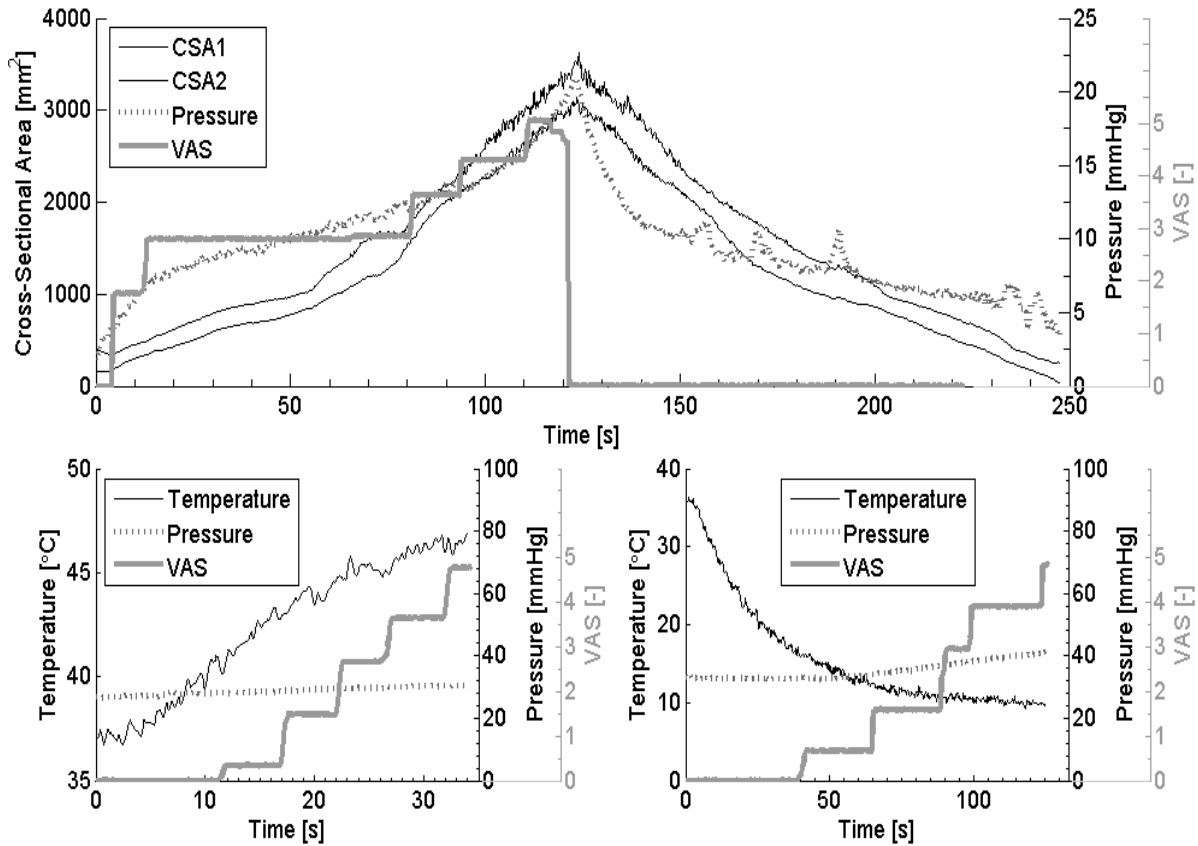 4000
3000
2000
1000
0
Cross-Sectional Area [mm²]
CSA1
CSA2
Pressure
VAS
25
20
15
10
5
0
Pressure [mmHg]
5
4
3
2
1
0
VAS [-]
0 50 100 150 200 250
Time [s]
50
45
40
35
Temperature [°C]
Temperature
Pressure
VAS
100
80
60
40
20
0
Pressure [mmHg]
5
4
3
2
1
0
VAS [-]
0 10 20 30
Time [s]
40
30
20
10
0
Temperature [°C]
Temperature
Pressure
VAS
100
80
60
40
20
0
Pressure [mmHg]
5
4
3
2
1
0
VAS [-]
0 50 100
Time [s]